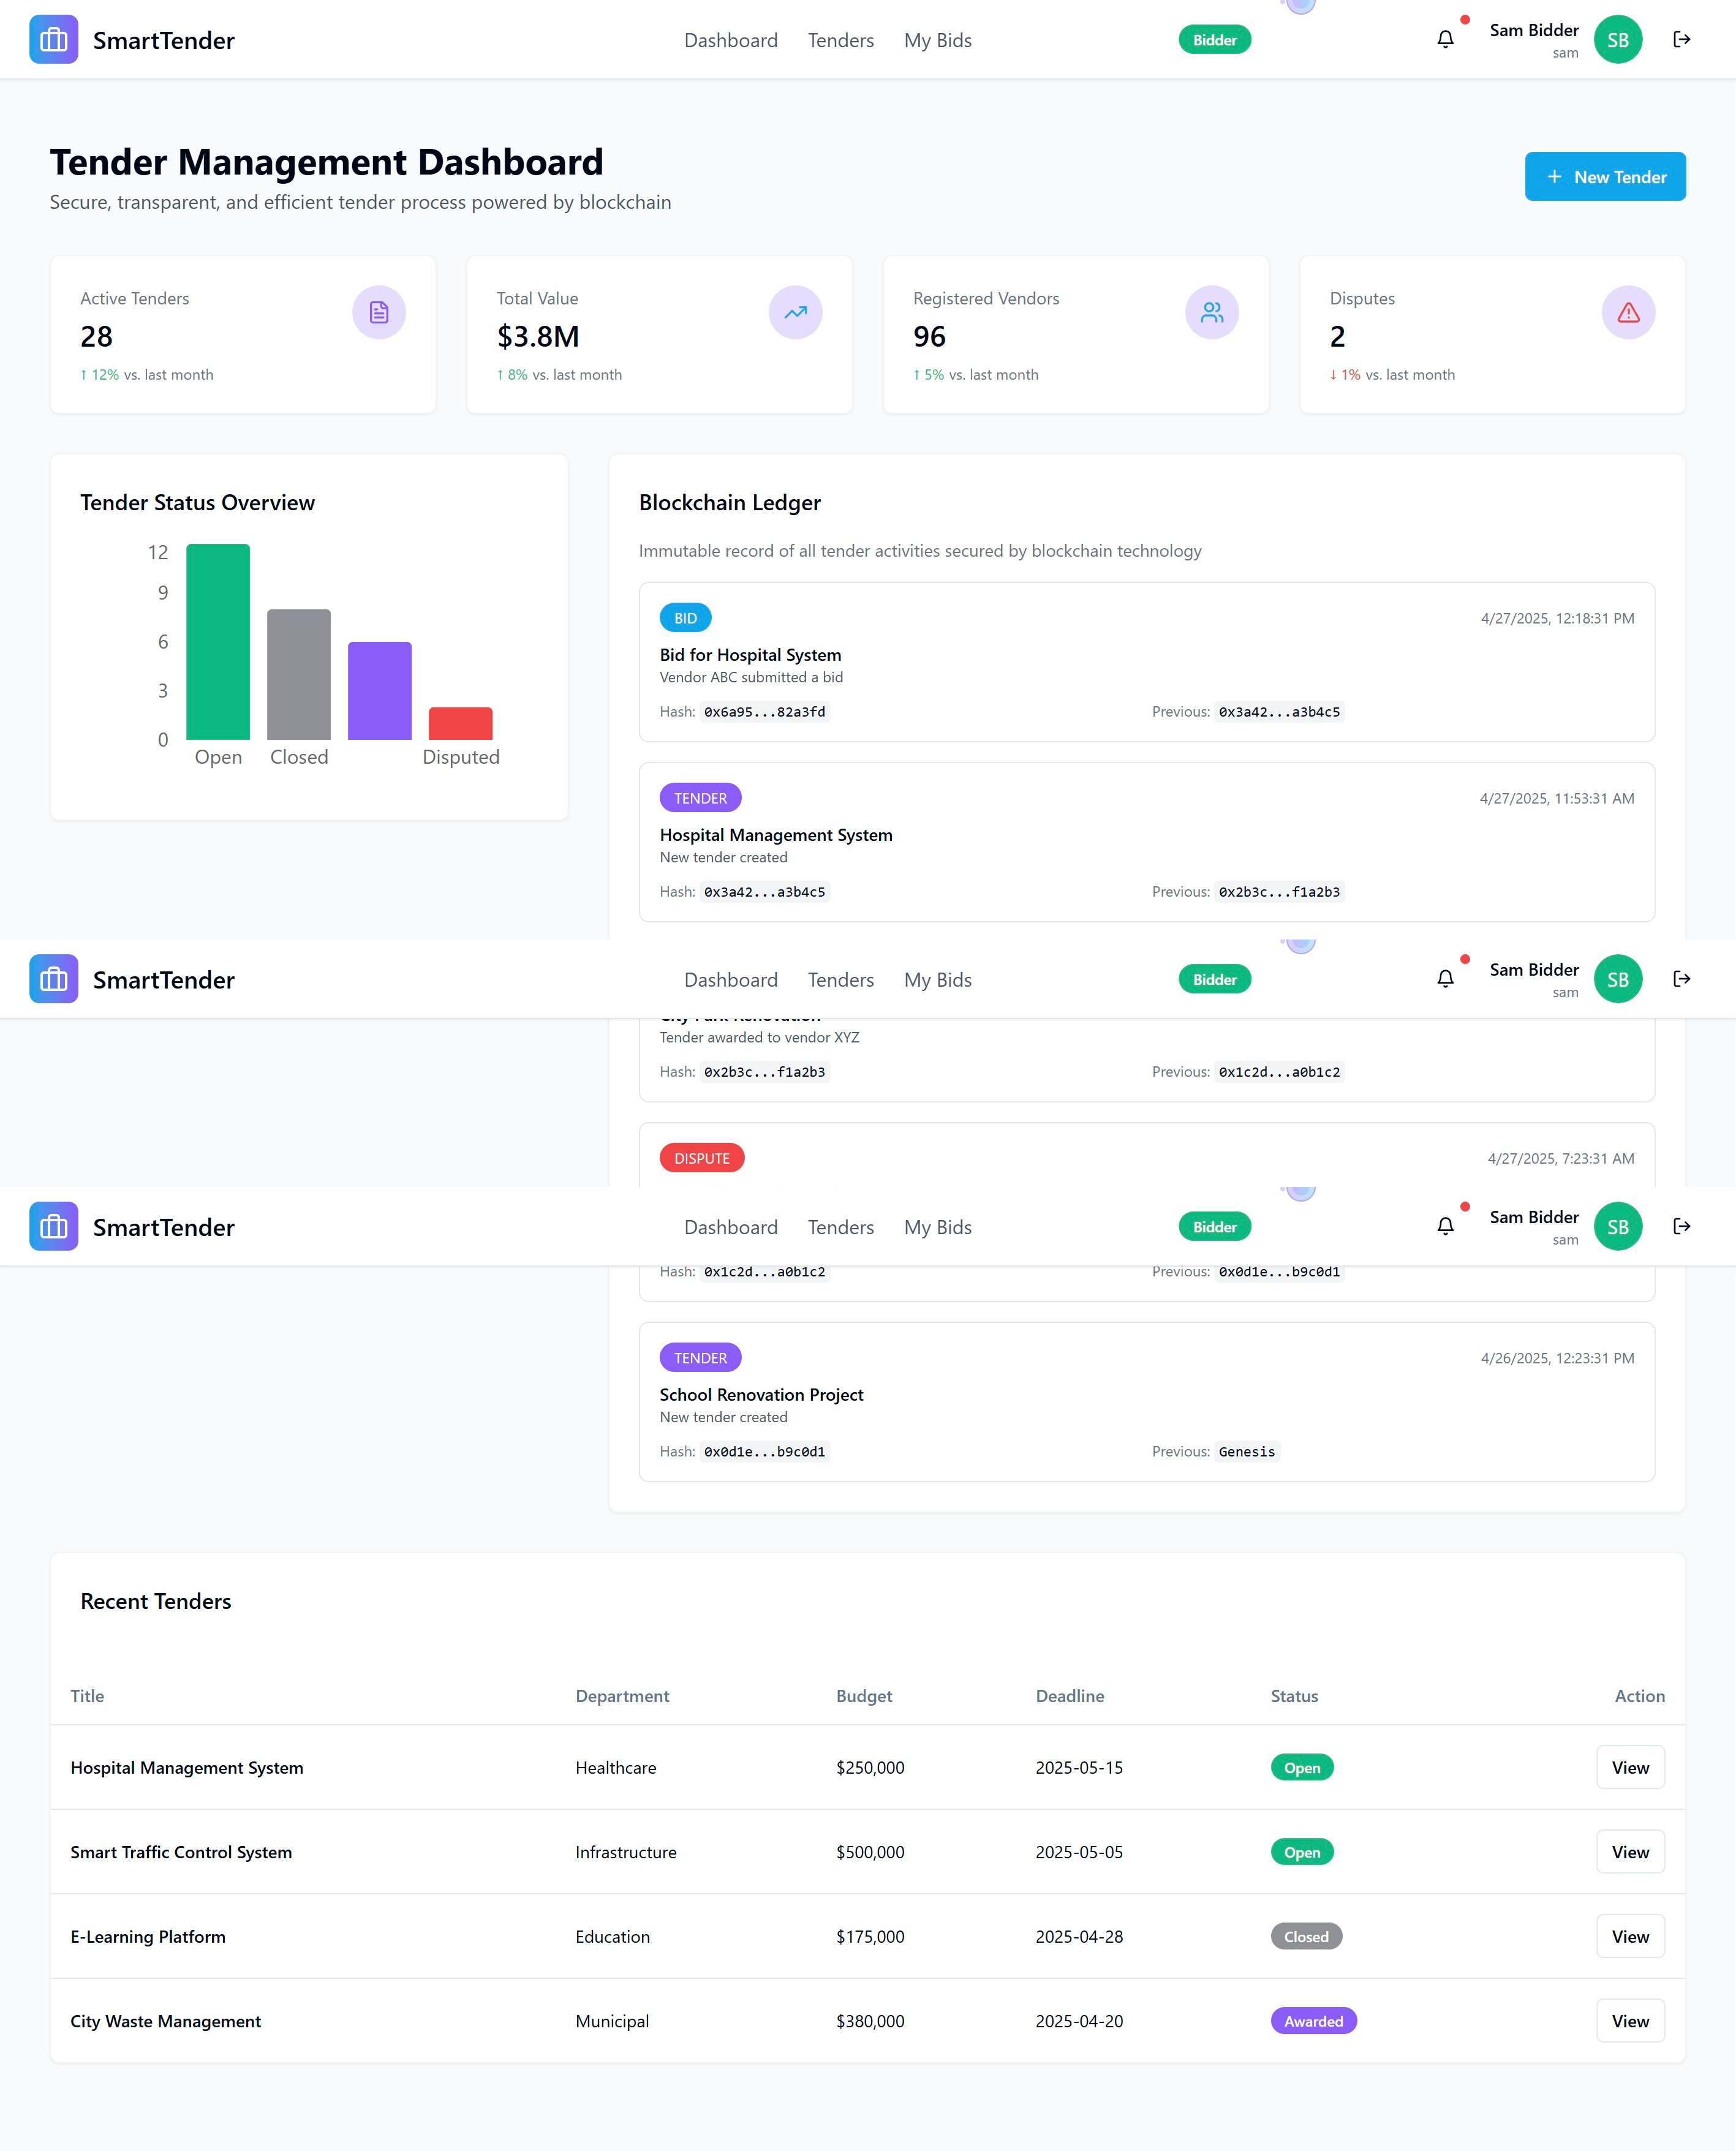 SmartTender
Dashboard Tenders My Bids
Bidder
Sam Bidder
sam
SB
Tender Management Dashboard
Secure, transparent, and efficient tender process powered by blockchain
+ New Tender
Active Tenders
28
↑ 12% vs. last month
Total Value
$3.8M
↑ 8% vs. last month
Registered Vendors
96
↑ 5% vs. last month
Disputes
2
↓ 1% vs. last month
Tender Status Overview
12
9
6
3
0
Open Closed Disputed
Blockchain Ledger
Immutable record of all tender activities secured by blockchain technology
BID 4/27/2025, 12:18:31 PM
Bid for Hospital System
Vendor ABC submitted a bid
Hash: 0x6a95...82a3fd Previous: 0x3a42...a3b4c5
TENDER 4/27/2025, 11:53:31 AM
Hospital Management System
New tender created
Hash: 0x3a42...a3b4c5 Previous: 0x2b3c...f1a2b3
SmartTender
Dashboard Tenders My Bids
Bidder
Sam Bidder
sam
SB
City Park Renovation
Tender awarded to vendor XYZ
Hash: 0x2b3c...f1a2b3 Previous: 0x1c2d...a0b1c2
DISPUTE 4/27/2025, 7:23:31 AM
SmartTender
Dashboard Tenders My Bids
Bidder
Sam Bidder
sam
SB
Hash: 0x1c2d...a0b1c2 Previous: 0x0d1e...b9c0d1
TENDER 4/26/2025, 12:23:31 PM
School Renovation Project
New tender created
Hash: 0x0d1e...b9c0d1 Previous: Genesis
Recent Tenders
Title Department Budget Deadline Status Action
Hospital Management System Healthcare $250,000 2025-05-15 Open View
Smart Traffic Control System Infrastructure $500,000 2025-05-05 Open View
E-Learning Platform Education $175,000 2025-04-28 Closed View
City Waste Management Municipal $380,000 2025-04-20 Awarded View